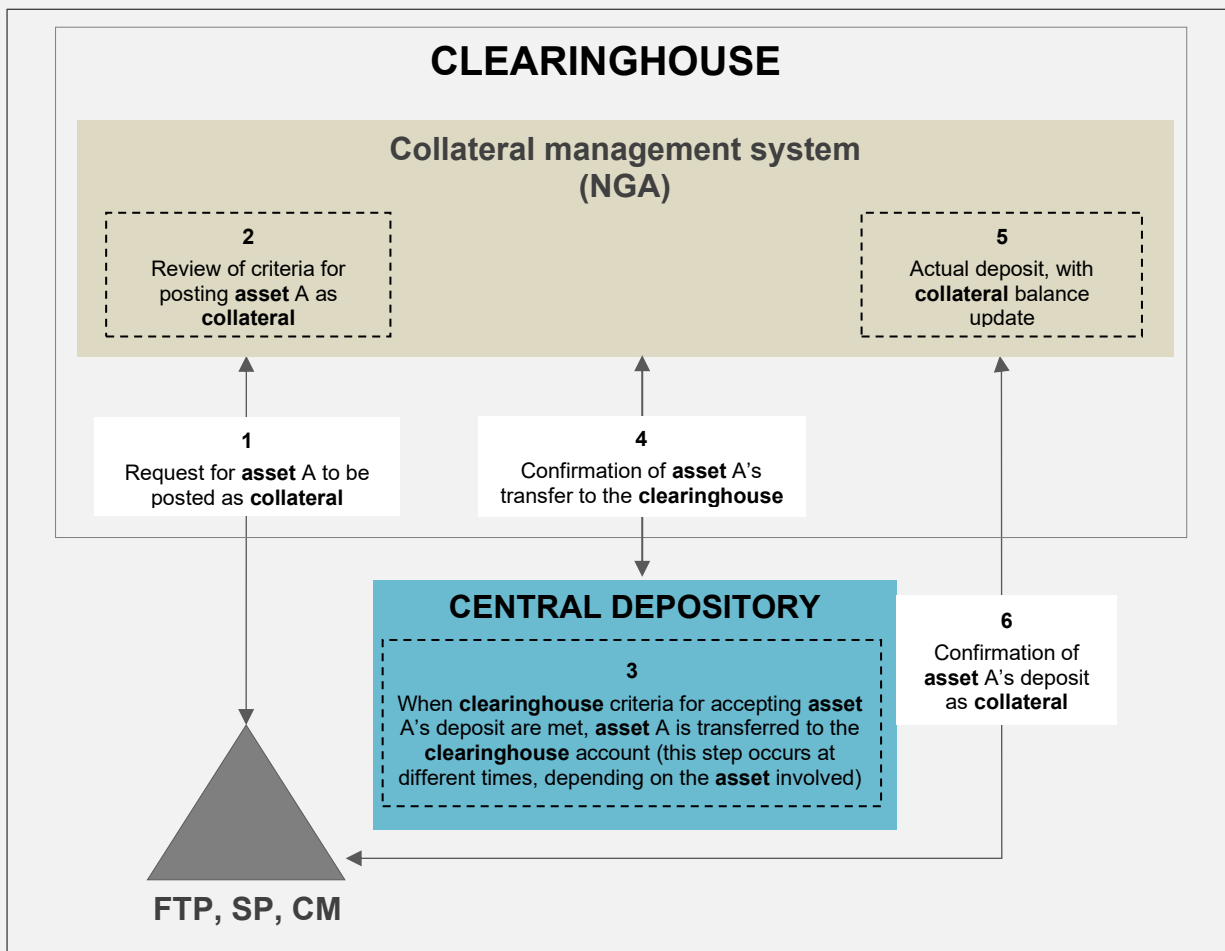 CLEARINGHOUSE
Collateral management system
(NGA)
2
Review of criteria for
posting asset A as
collateral
5
Actual deposit, with
collateral balance
update
1
Request for asset A to be
posted as collateral
4
Confirmation of asset A’s
transfer to the clearinghouse
CENTRAL DEPOSITORY
3
When clearinghouse criteria for accepting asset
A’s deposit are met, asset A is transferred to the
clearinghouse account (this step occurs at
different times, depending on the asset involved)
6
Confirmation of
asset A’s deposit
as collateral
FTP, SP, CM